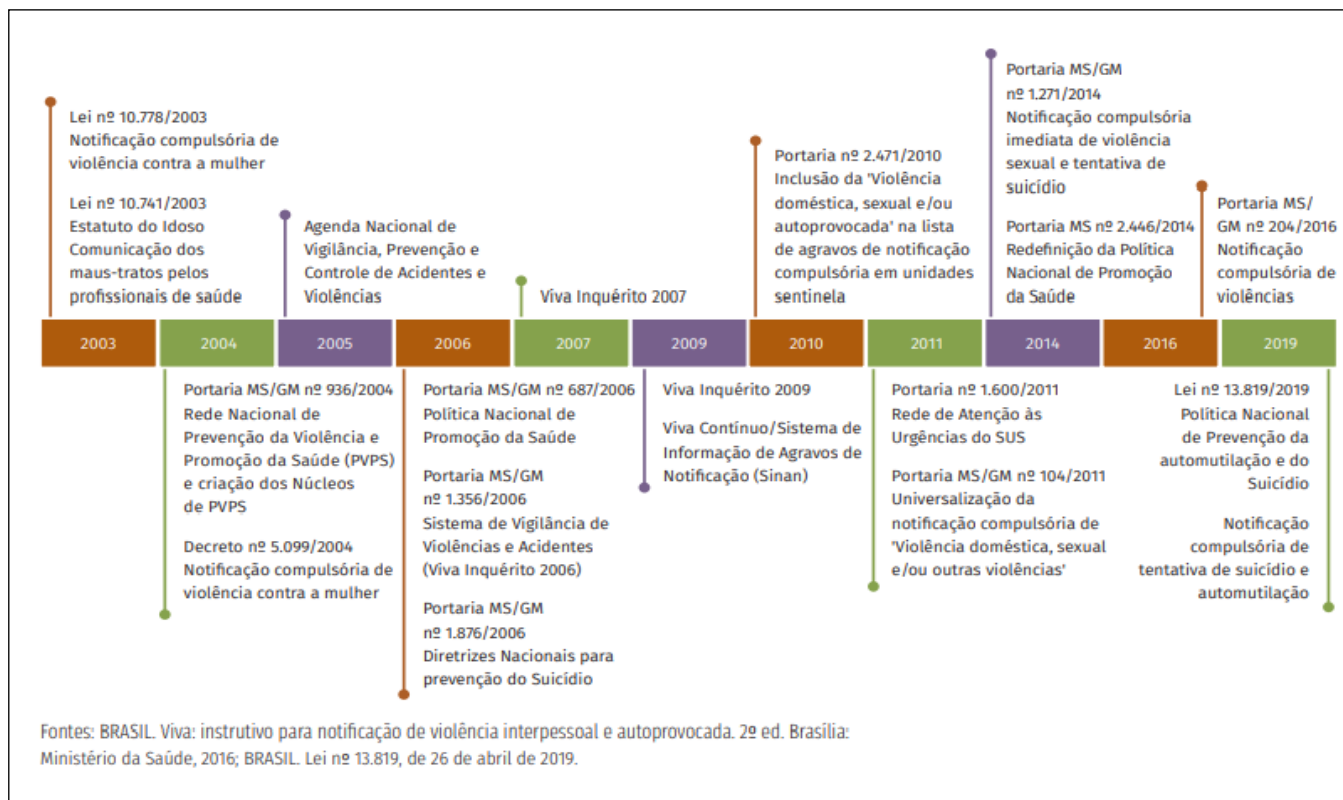 Lei nº 10.778/2003
Notificação compulsória de
violência contra a mulher
Lei nº 10.741/2003
Estatuto do Idoso
Comunicação dos
maus-tratos pelos
profissionais de saúde
Agenda Nacional de
Vigilância, Prevenção e
Controle de Acidentes e
Violências
Viva Inquérito 2007
Portaria nº 2.471/2010
Inclusão da 'Violência
doméstica, sexual e/ou
autoprovocada' na lista
de agravos de notificação
compulsória em unidades
sentinela
Portaria MS/GM
nº 1.271/2014
Notificação compulsória
imediata de violência
sexual e tentativa de
suicídio
Portaria MS nº 2.446/2014
Redefinição da Política
Nacional de Promoção
da Saúde
Portaria MS/
GM nº 204/2016
Notificação
compulsória de
violências
2003
2004
2005
2006
2007
2009
2010
2011
2014
2016
2019
Portaria MS/GM nº 936/2004
Rede Nacional de
Prevenção da Violência e
Promoção da Saúde (PVPS)
e criação dos Núcleos
de PVPS
Decreto nº 5.099/2004
Notificação compulsória de
violência contra a mulher
Portaria MS/GM nº 687/2006
Política Nacional de
Promoção da Saúde
Portaria MS/GM
nº 1.356/2006
Sistema de Vigilância de
Violências e Acidentes
(Viva Inquérito 2006)
Portaria MS/GM
nº 1.876/2006
Diretrizes Nacionais para
prevenção do Suicídio
Viva Inquérito 2009
Viva Contínuo/Sistema de
Informação de Agravos de
Notificação (Sinan)
Portaria nº 1.600/2011
Rede de Atenção às
Urgências do SUS
Portaria MS/GM nº 104/2011
Universalização da
notificação compulsória de
'Violência doméstica, sexual
e/ou outras violências'
Lei nº 13.819/2019
Política Nacional
de Prevenção da
automutilação e do
Suicídio
Notificação
compulsória de
tentativa de suicídio e
automutilação
Fontes: BRASIL. Viva: instrutivo para notificação de violência interpessoal e autoprovocada. 2º ed. Brasília:
Ministério da Saúde, 2016; BRASIL. Lei nº 13.819, de 26 de abril de 2019.